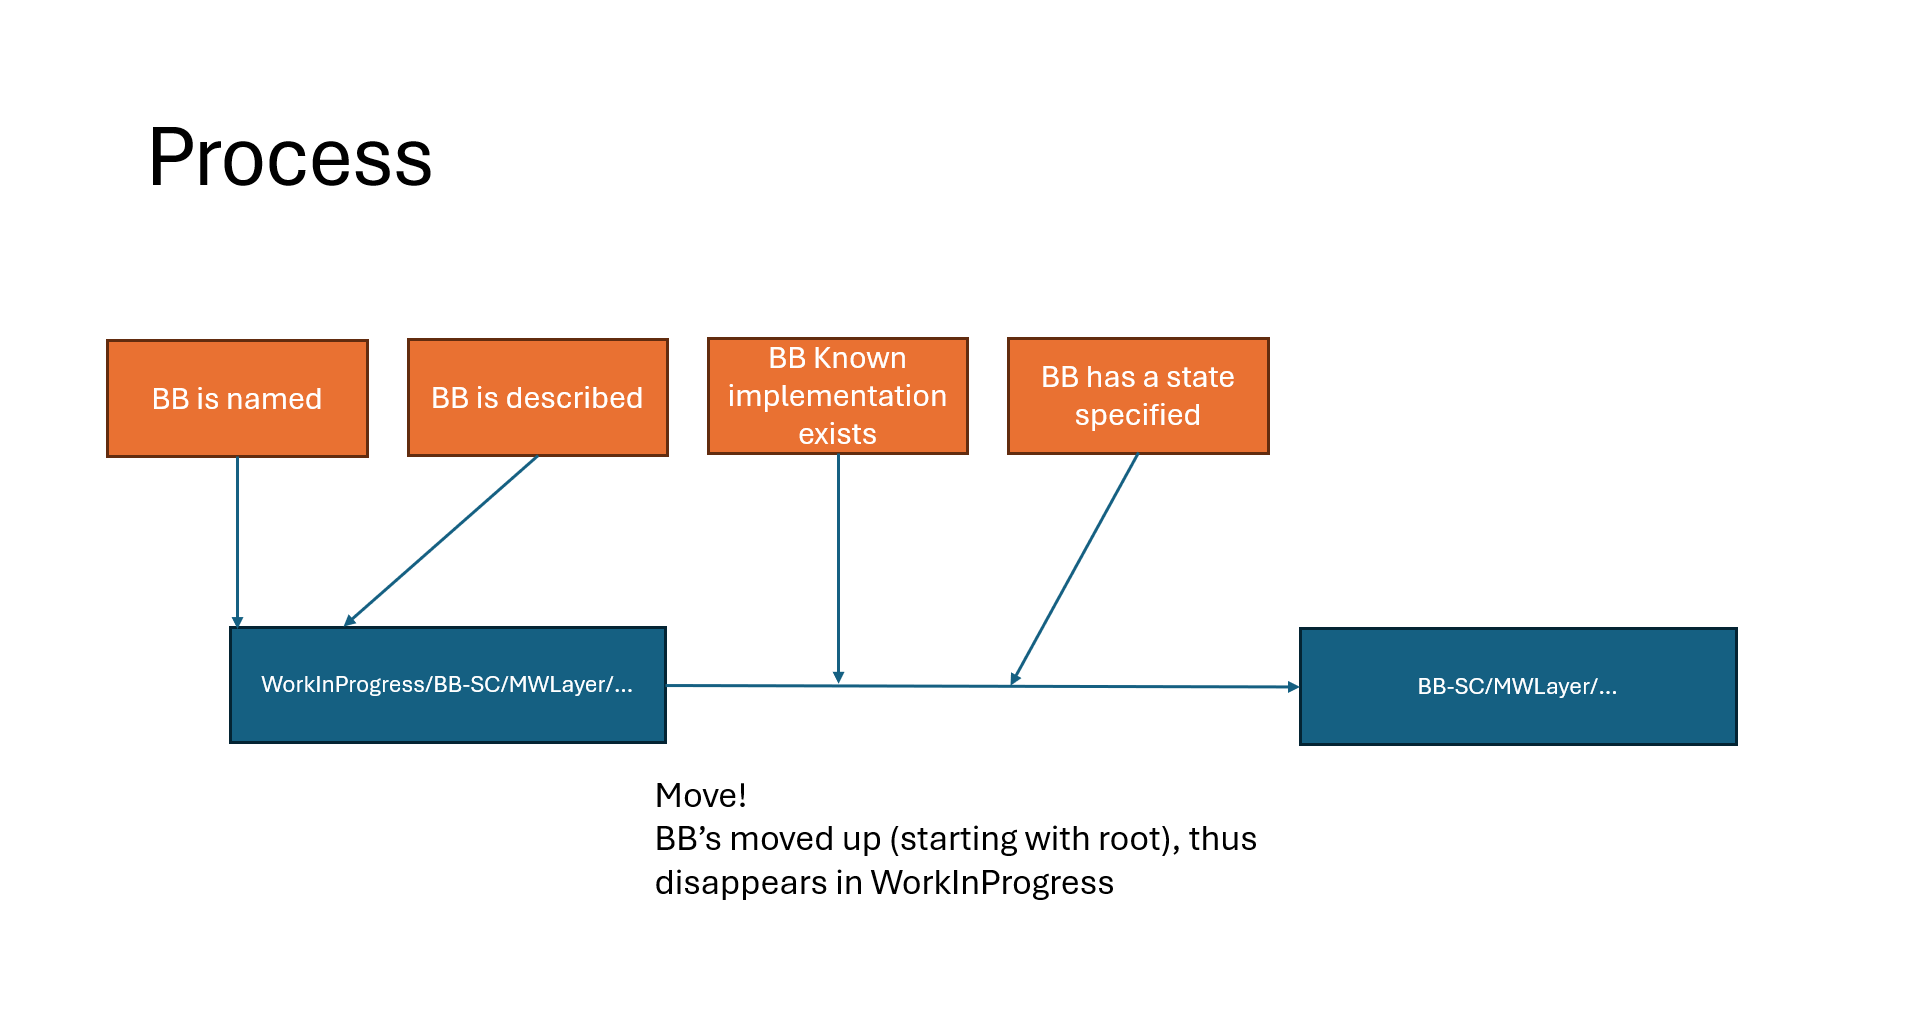 Process
BB is named
BB is described
BB Known
implementation
exists
BB has a state
specified
WorkInProgress/BB-SC/MWLayer/…
BB-SC/MWLayer/…
Move!
BB’s moved up (starting with root), thus
disappears in WorkInProgress